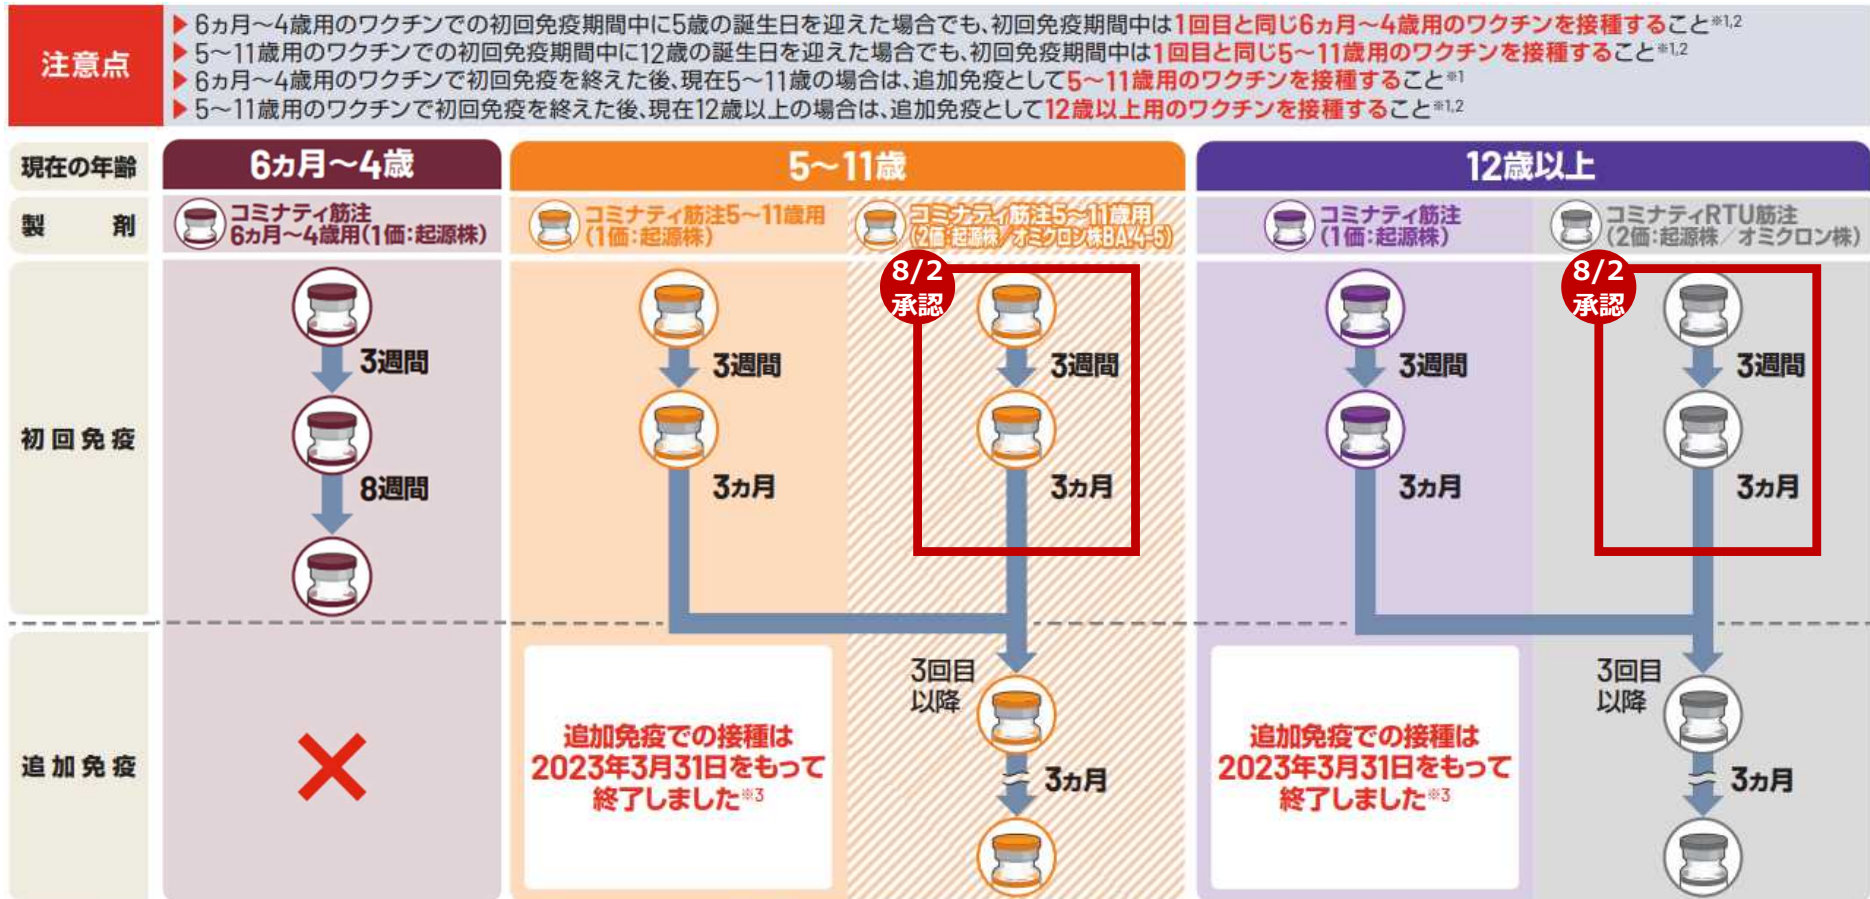 注意点
▶ 6ヵ月〜4歳用のワクチンでの初回免疫期間中に5歳の誕生日を迎えた場合でも、初回免疫期間中は1回目と同じ6ヵ月〜4歳用のワクチンを接種すること※1,2
▶ 5〜11歳用のワクチンでの初回免疫期間中に12歳の誕生日を迎えた場合でも、初回免疫期間中は1回目と同じ5〜11歳用のワクチンを接種すること※1,2
▶ 6ヵ月〜4歳用のワクチンで初回免疫を終えた後、現在5〜11歳の場合は、追加免疫として5〜11歳用のワクチンを接種すること※1
▶ 5〜11歳用のワクチンで初回免疫を終えた後、現在12歳以上の場合は、追加免疫として12歳以上用のワクチンを接種すること※1,2
現在の年齢
6ヵ月〜4歳
5〜11歳
12歳以上
製剤
コミナティ筋注
6ヵ月〜4歳用(1価:起源株)
コミナティ筋注5〜11歳用
(1価:起源株)
コミナティ筋注5〜11歳用
(2価:起源株/オミクロン株BA.4-5)
コミナティ筋注
(1価:起源株)
コミナティRTU筋注
(2価:起源株/オミクロン株)
初回免疫
3週間
8週間
3週間
3ヵ月
8/2
承認
3週間
3ヵ月
3週間
3ヵ月
8/2
承認
3週間
3ヵ月
追加免疫
追加免疫での接種は
2023年3月31日をもって
終了しました※3
3回目
以降
3ヵ月
追加免疫での接種は
2023年3月31日をもって
終了しました※3
3回目
以降
3ヵ月